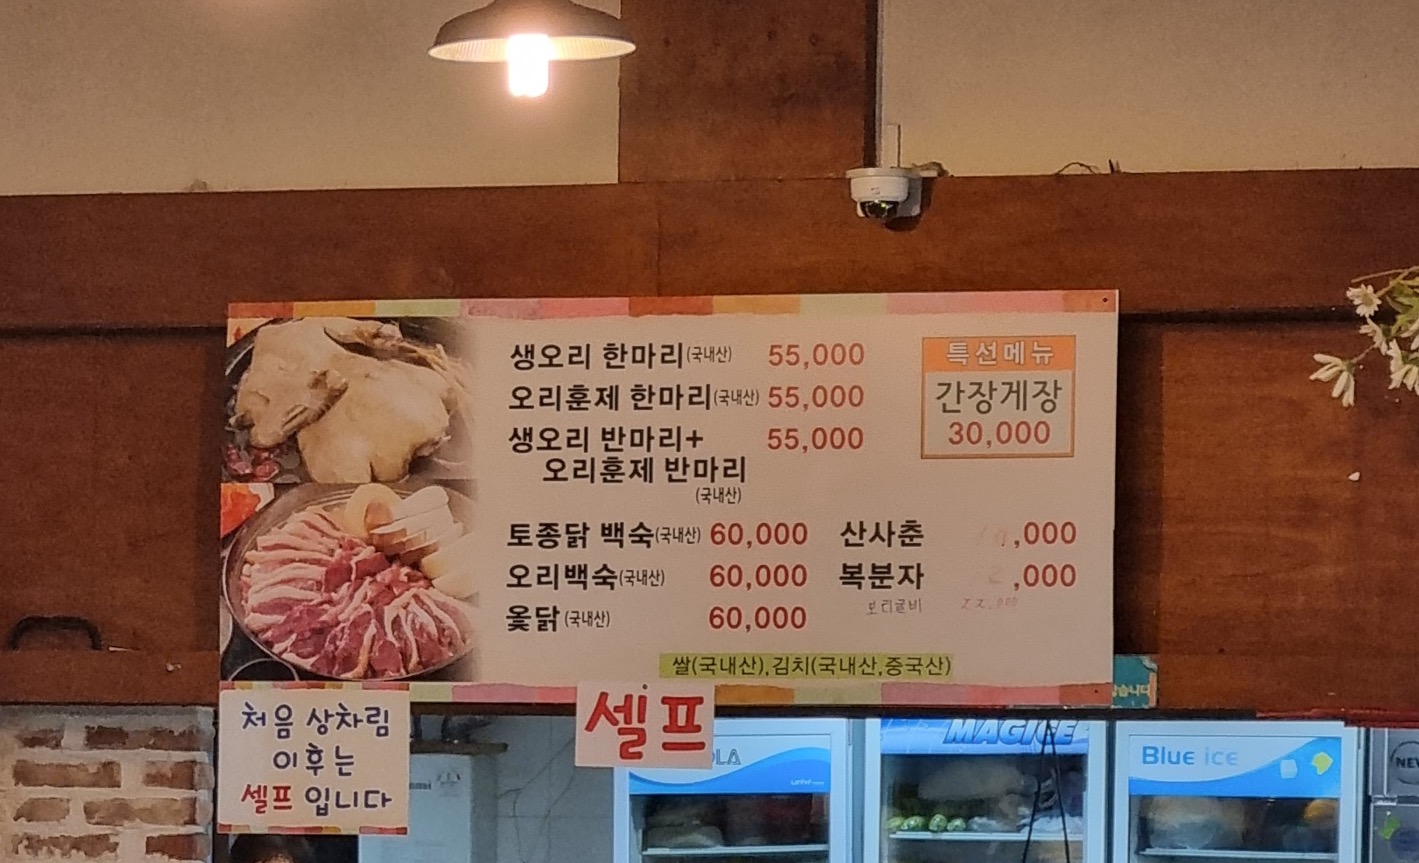 생오리 한마리(국내산) 55,000
오리훈제 한마리(국내산) 55,000
생오리 반마리+ 55,000
오리훈제 반마리
(국내산)
토종닭 백숙(국내산) 60,000
오리백숙(국내산) 60,000
옻닭(국내산) 60,000
특선메뉴
간장게장
30,000
산사춘 ,000
복분자 ,000
쌀(국내산),김치(국내산,중국산)
처음 상차림
이후는
셀프 입니다
셀프
습니다
MAGIC
Blue ice
NEW